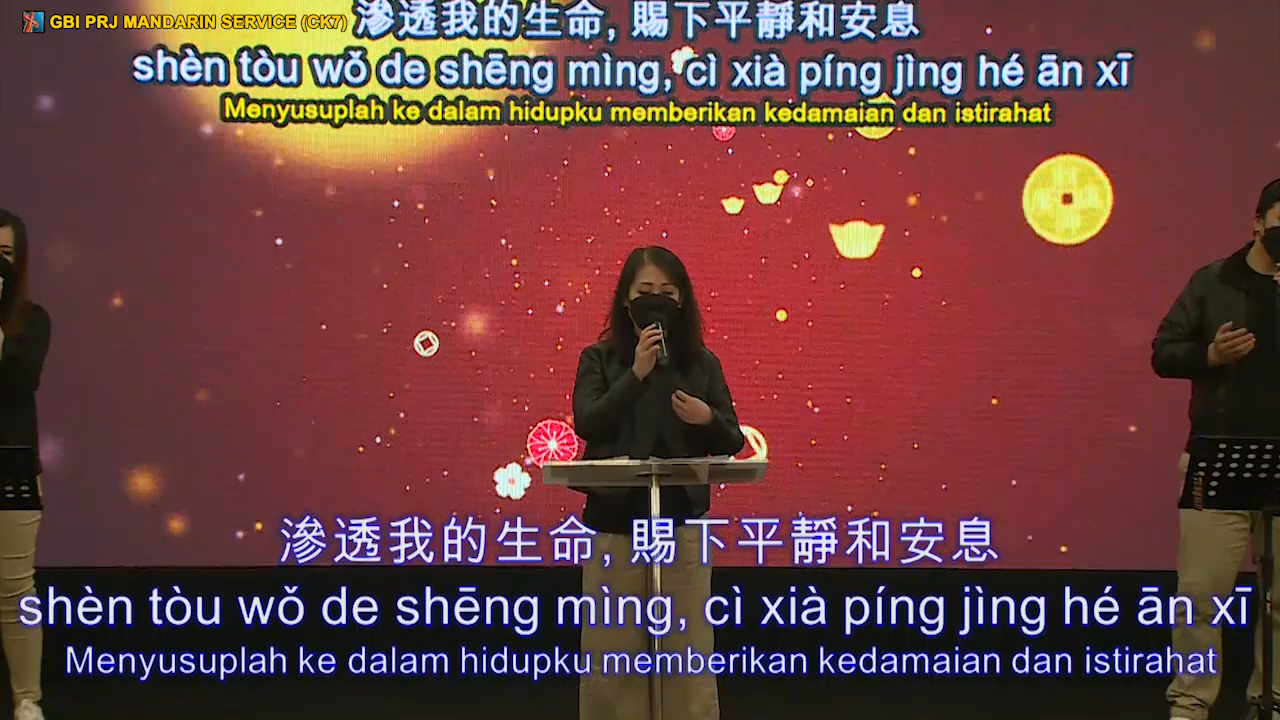 GBI PRJ MANDARIN SERVICE (CK7)
滲透我的生命, 賜下平靜和安息
shèn tòu wǒ de shēng mìng, cì xià píng jìng hé ān xī
Menyusuplah ke dalam hidupku memberikan kedamaian dan istirahat
滲透我的生命, 賜下平靜和安息
shèn tòu wǒ de shēng mìng, cì xià píng jìng hé ān xī
Menyusuplah ke dalam hidupku memberikan kedamaian dan istirahat